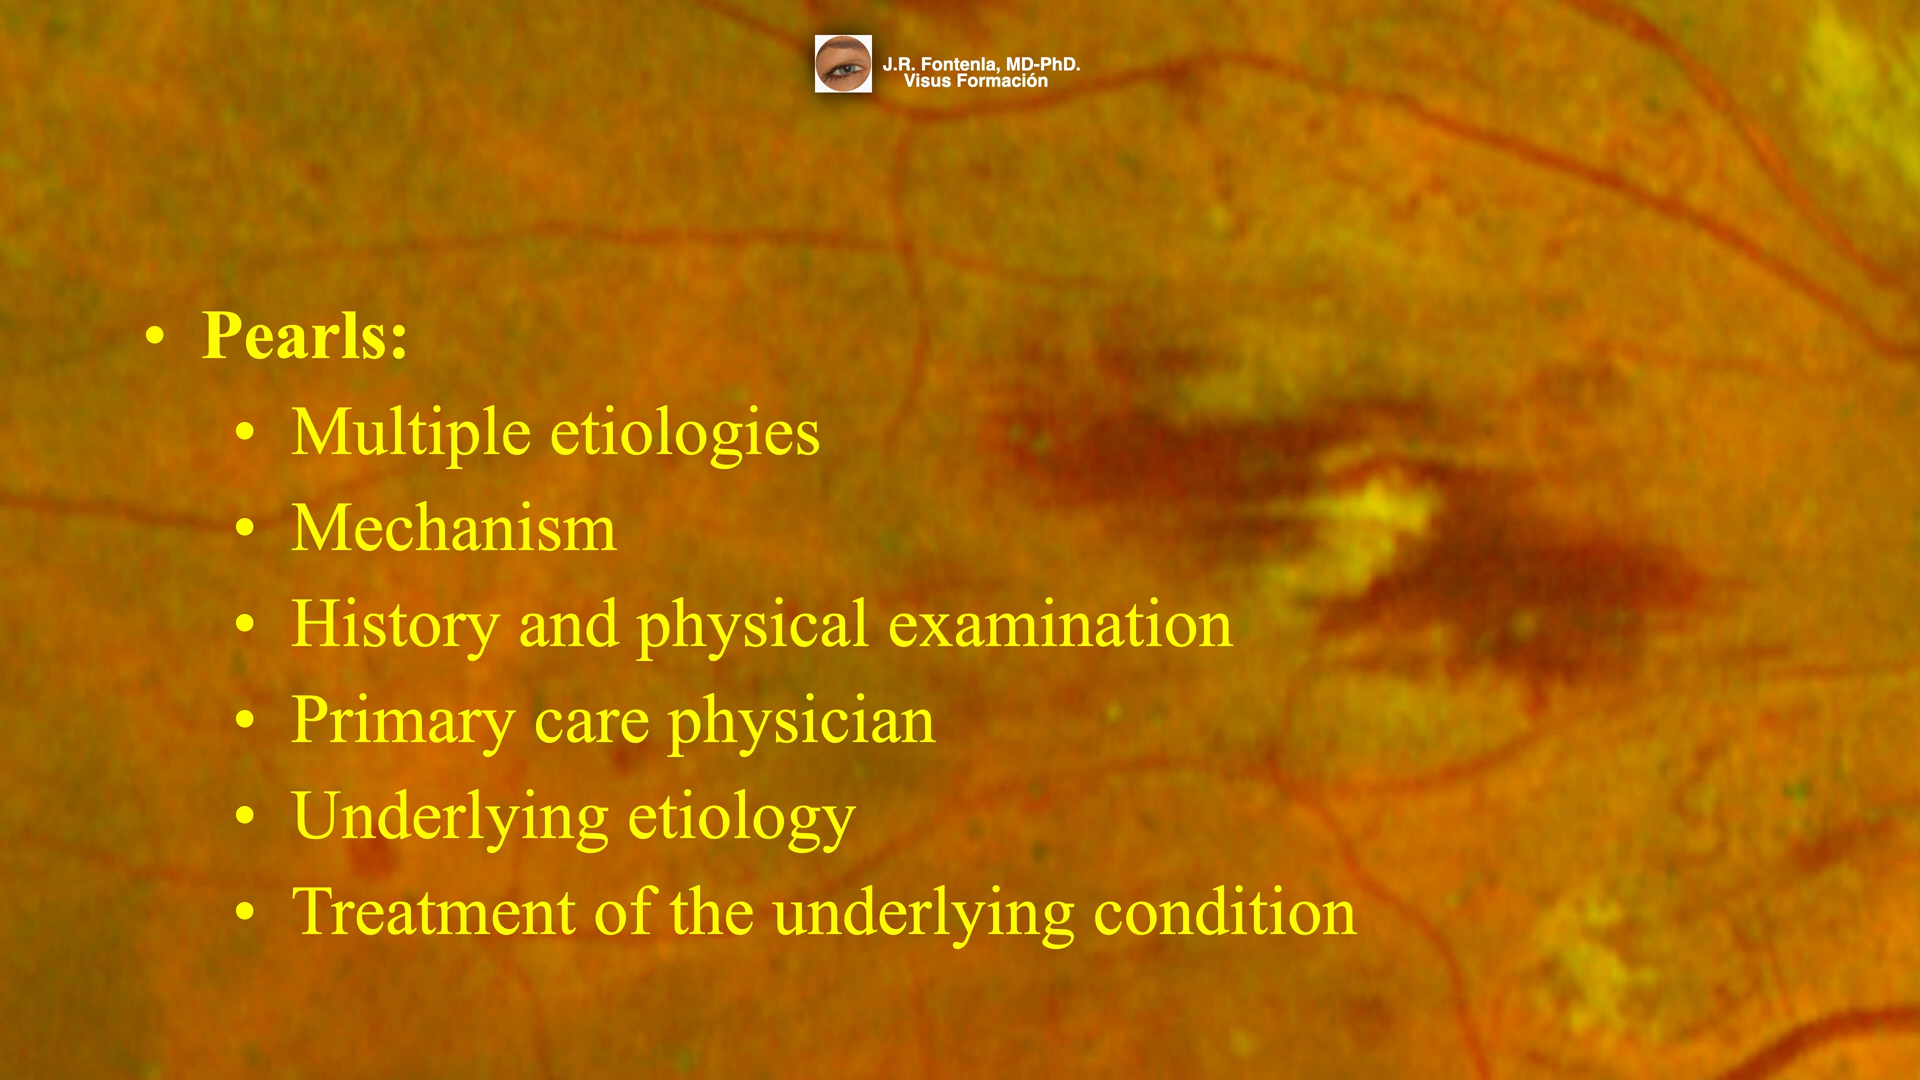 J.R. Fontenla, MD-PhD.
Visus Formación
• Pearls:
• Multiple etiologies
• Mechanism
• History and physical examination
• Primary care physician
• Underlying etiology
• Treatment of the underlying condition